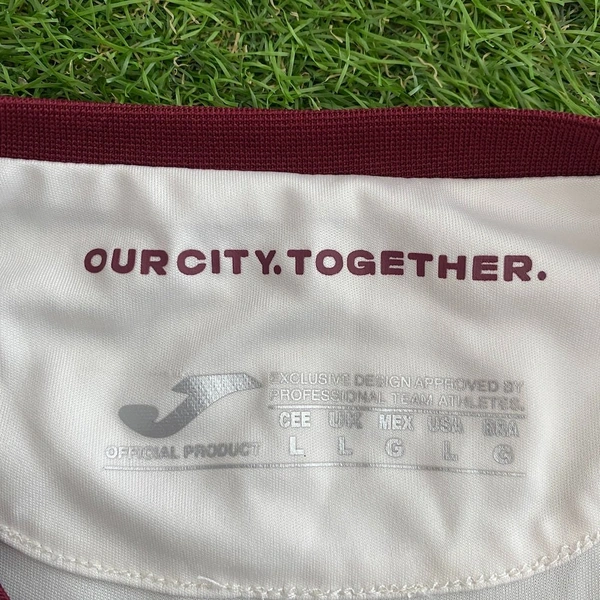 OUR CITY. TOGETHER.
EXCLUSIVE DESIGN APPROVED BY
PROFESSIONAL TEAM ATHLETES.
CEE UK MEX USA BRA
OFFICIAL PRODUCT L L G L G